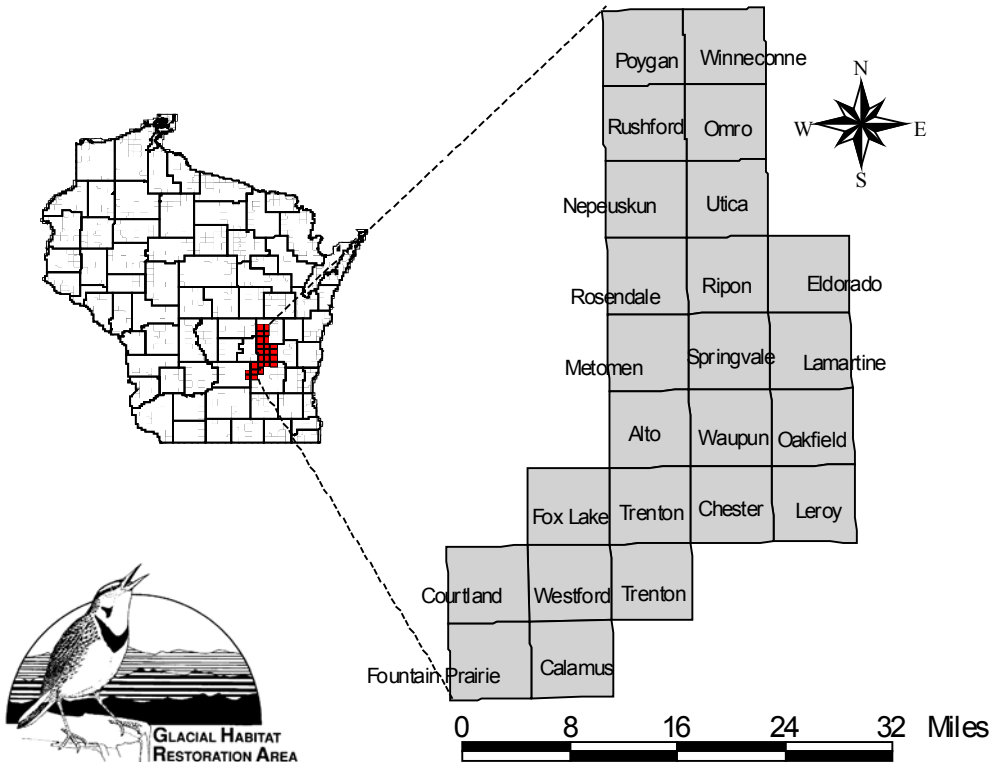 Poygan Winneconne
N
Rushford Omro
W E
S
Nepeuskun Utica
Rosendale Ripon Eldorado
Metomen Springvale Lamartine
Alto Waupun Oakfield
Fox Lake Trenton Chester Leroy
Courtland Westford Trenton
Fountain Prairie Calamus
0 8 16 24 32 Miles
GLACIAL HABITAT
RESTORATION AREA